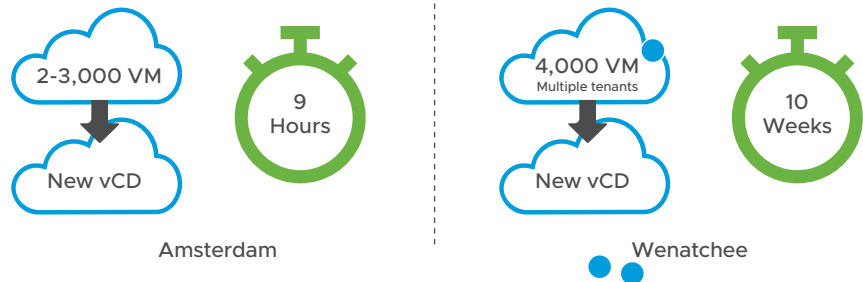 2-3,000 VM
New vCD
9
Hours
Amsterdam
4,000 VM
Multiple tenants
New vCD
10
Weeks
Wenatchee